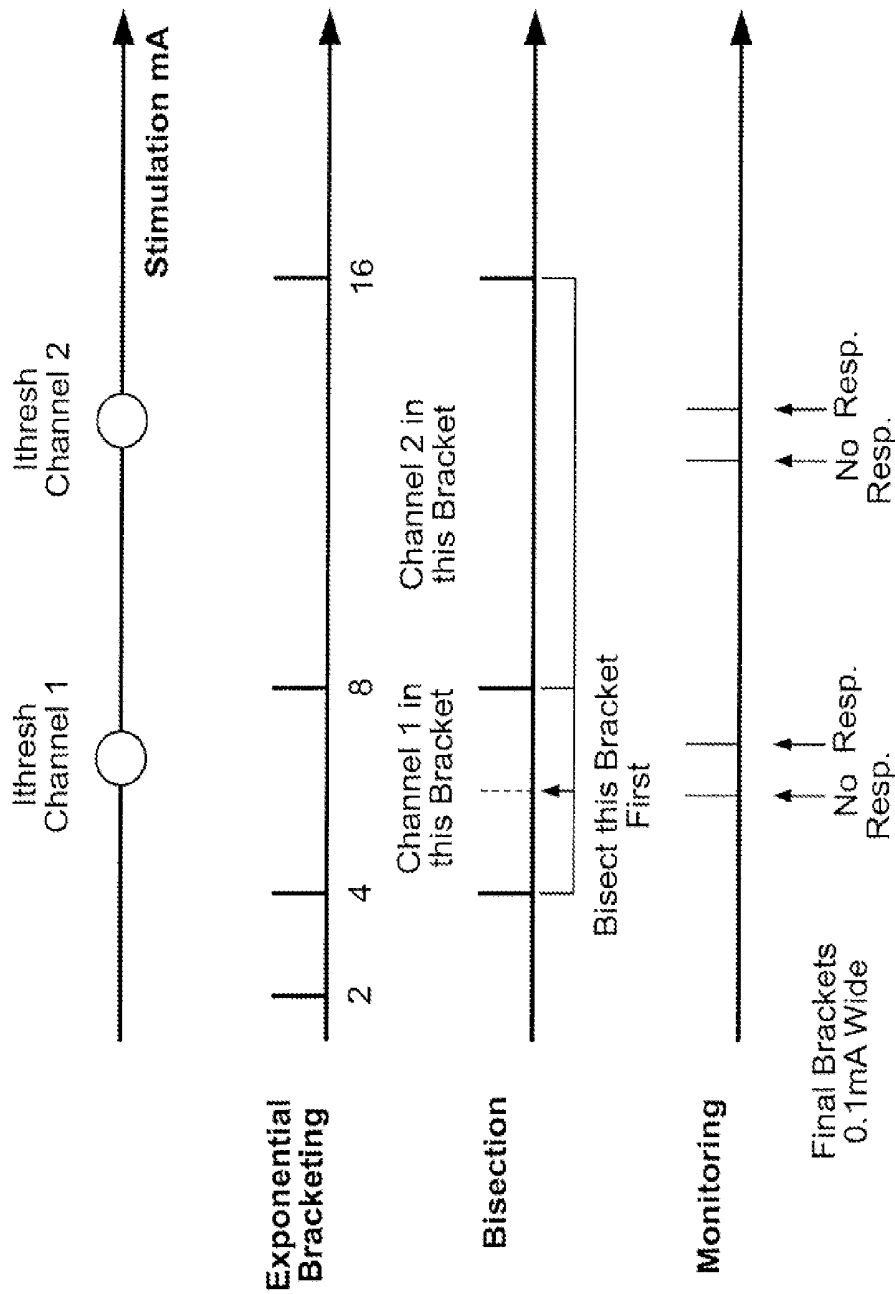 Ithresh
Channel 1
Ithresh
Channel 2
Stimulation mA
Exponential
Bracketing
2
4
8
16
Bisection
Channel 1 in
this Bracket
Channel 2 in
this Bracket
Bisect this Bracket
First
Monitoring
No
Resp.
Resp.
No
Resp.
Resp.
Final Brackets
0.1mA Wide